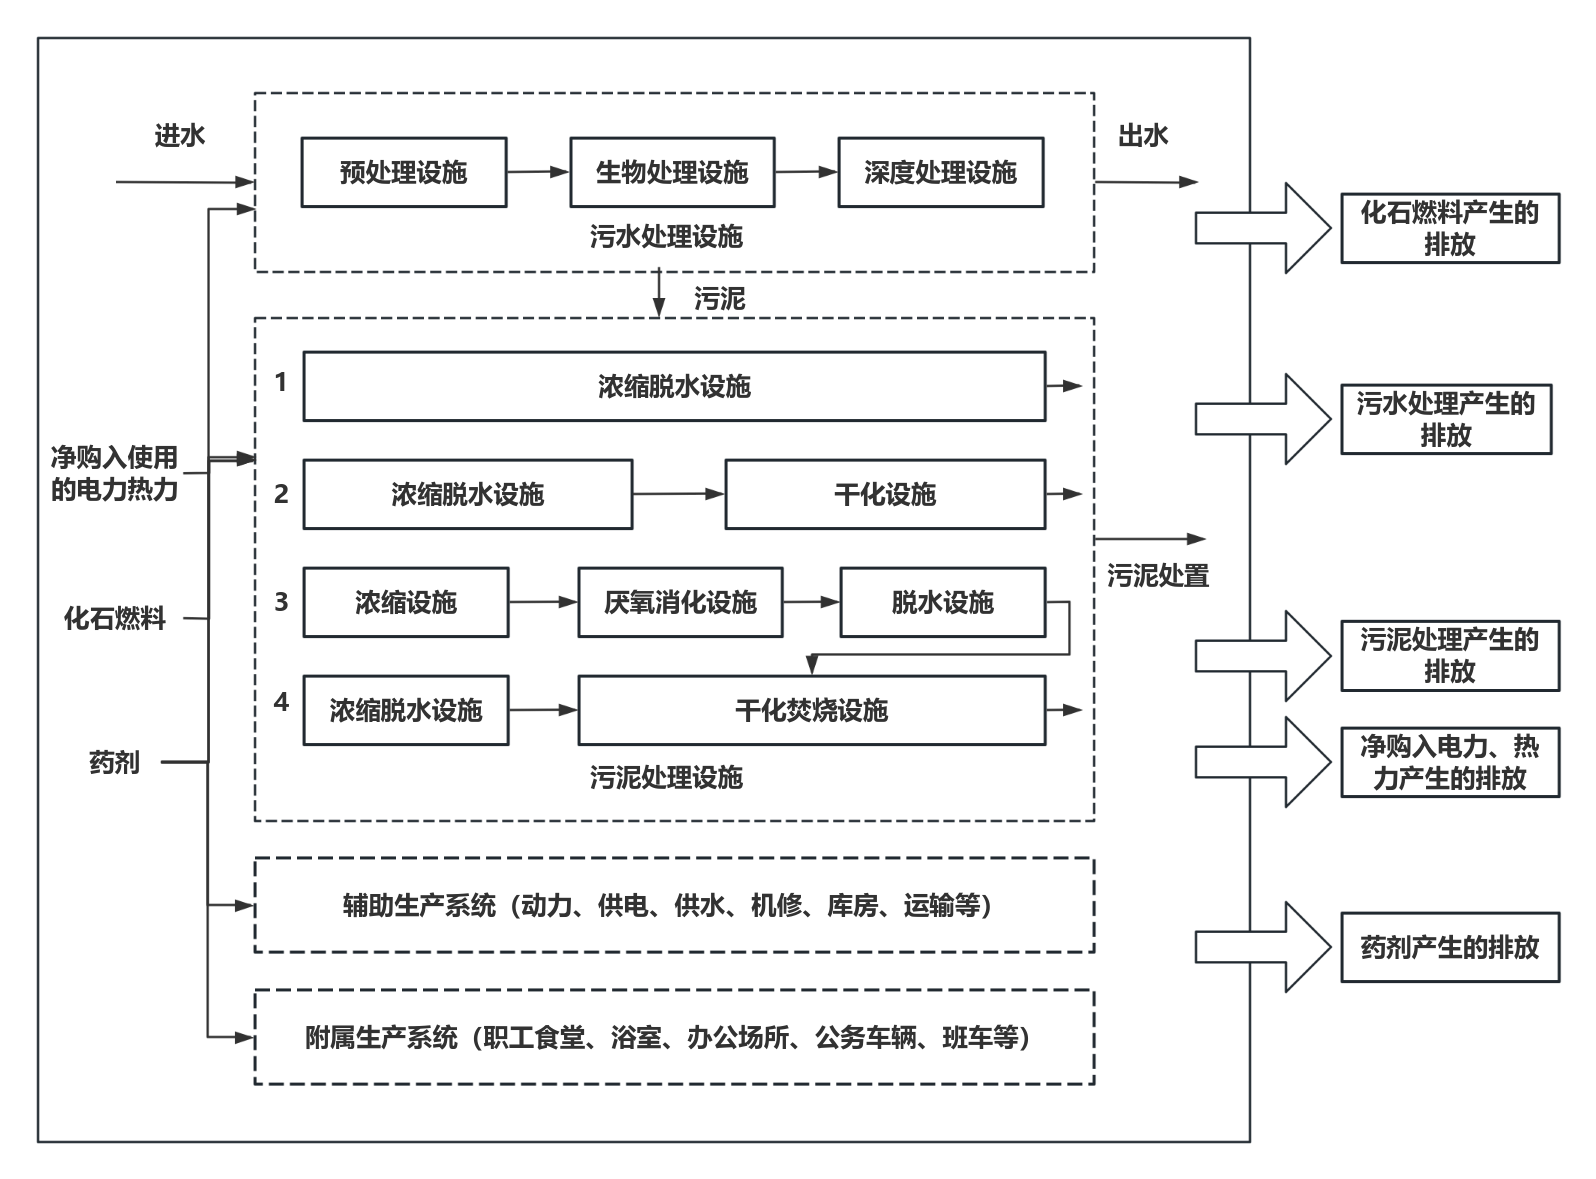 进水
预处理设施
生物处理设施
深度处理设施
出水
污水处理设施
污泥
1
浓缩脱水设施
2
浓缩脱水设施
干化设施
3
浓缩设施
厌氧消化设施
脱水设施
4
浓缩脱水设施
干化焚烧设施
污泥处理设施
净购入使用
的电力热力
化石燃料
药剂
污泥处置
辅助生产系统（动力、供电、供水、机修、库房、运输等）
附属生产系统（职工食堂、浴室、办公场所、公务车辆、班车等）
化石燃料产生的
排放
污水处理产生的
排放
污泥处理产生的
排放
净购入电力、热
力产生的排放
药剂产生的排放